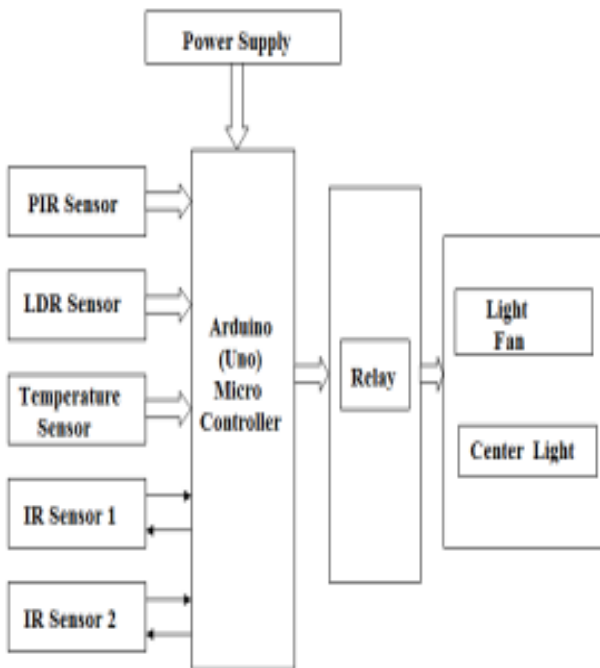 Power Supply
PIR Sensor
LDR Sensor
Temperature
Sensor
IR Sensor 1
IR Sensor 2
Arduino
(Uno)
Micro
Controller
Relay
Light
Fan
Center Light